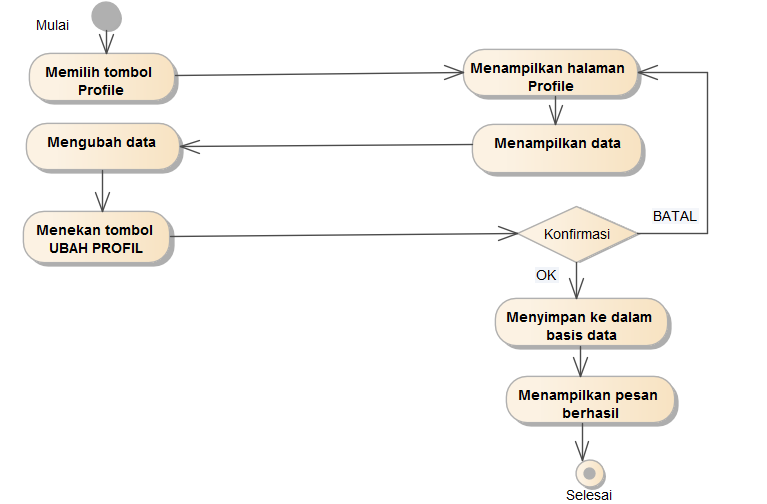 Mulai
Memilih tombol
Profile
Menampilkan halaman
Profile
Mengubah data
Menampilkan data
Menekan tombol
UBAH PROFIL
Konfirmasi
BATAL
OK
Menyimpan ke dalam
basis data
Menampilkan pesan
berhasil
Selesai